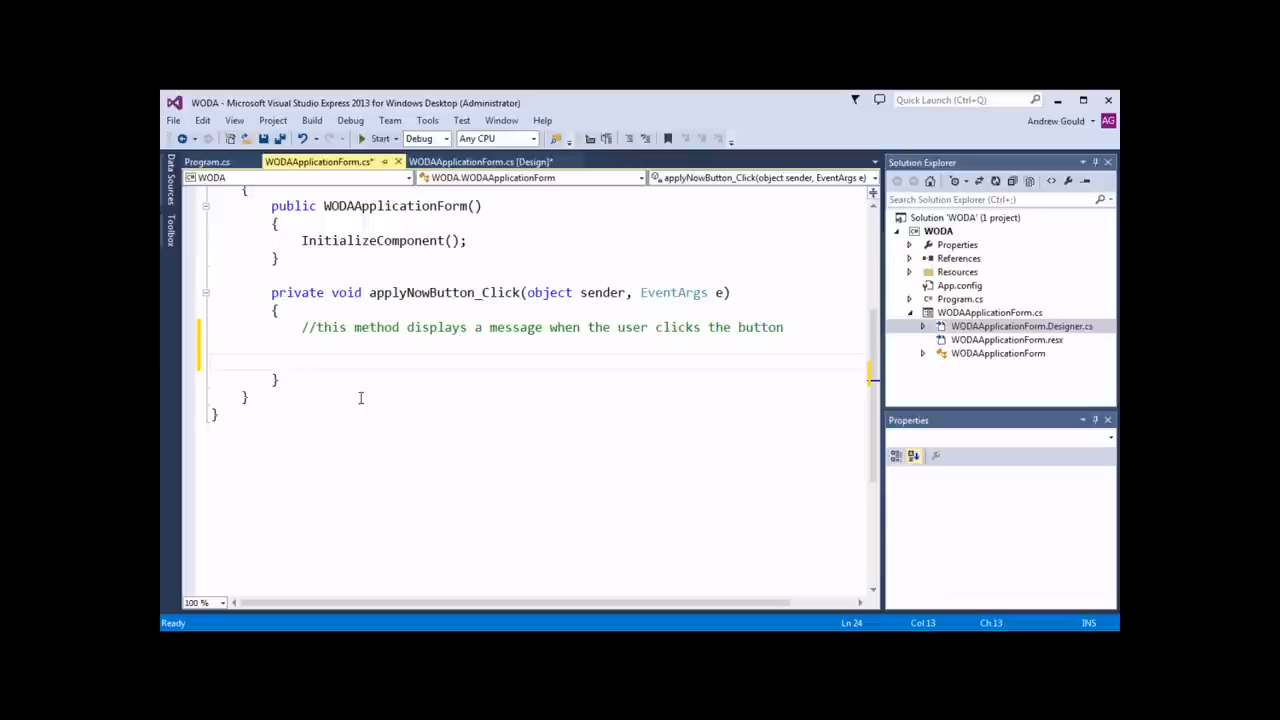 WODA - Microsoft Visual Studio Express 2013 for Windows Desktop (Administrator)
Quick Launch (Ctrl+Q)
File Edit View Project Build Debug Team Tools Test Window Help
Andrew Gould AG
Start Debug Any CPU
Program.cs WODAApplicationForm.cs* WODAApplicationForm.cs [Design]*
WODA WODA.WODAApplicationForm applyNowButton_Click(object sender, EventArgs e)
Data Sources
Toolbox
{
public WODAApplicationForm()
{
InitializeComponent();
}
private void applyNowButton_Click(object sender, EventArgs e)
{
//this method displays a message when the user clicks the button
}
}
}
100 %
Solution Explorer
Search Solution Explorer (Ctrl+;)
Solution 'WODA' (1 project)
C# WODA
Properties
References
Resources
App.config
C# Program.cs
WODAApplicationForm.cs
WODAApplicationForm.Designer.cs
WODAApplicationForm.resx
WODAApplicationForm
Properties
Ready Ln 24 Col 13 Ch 13 INS